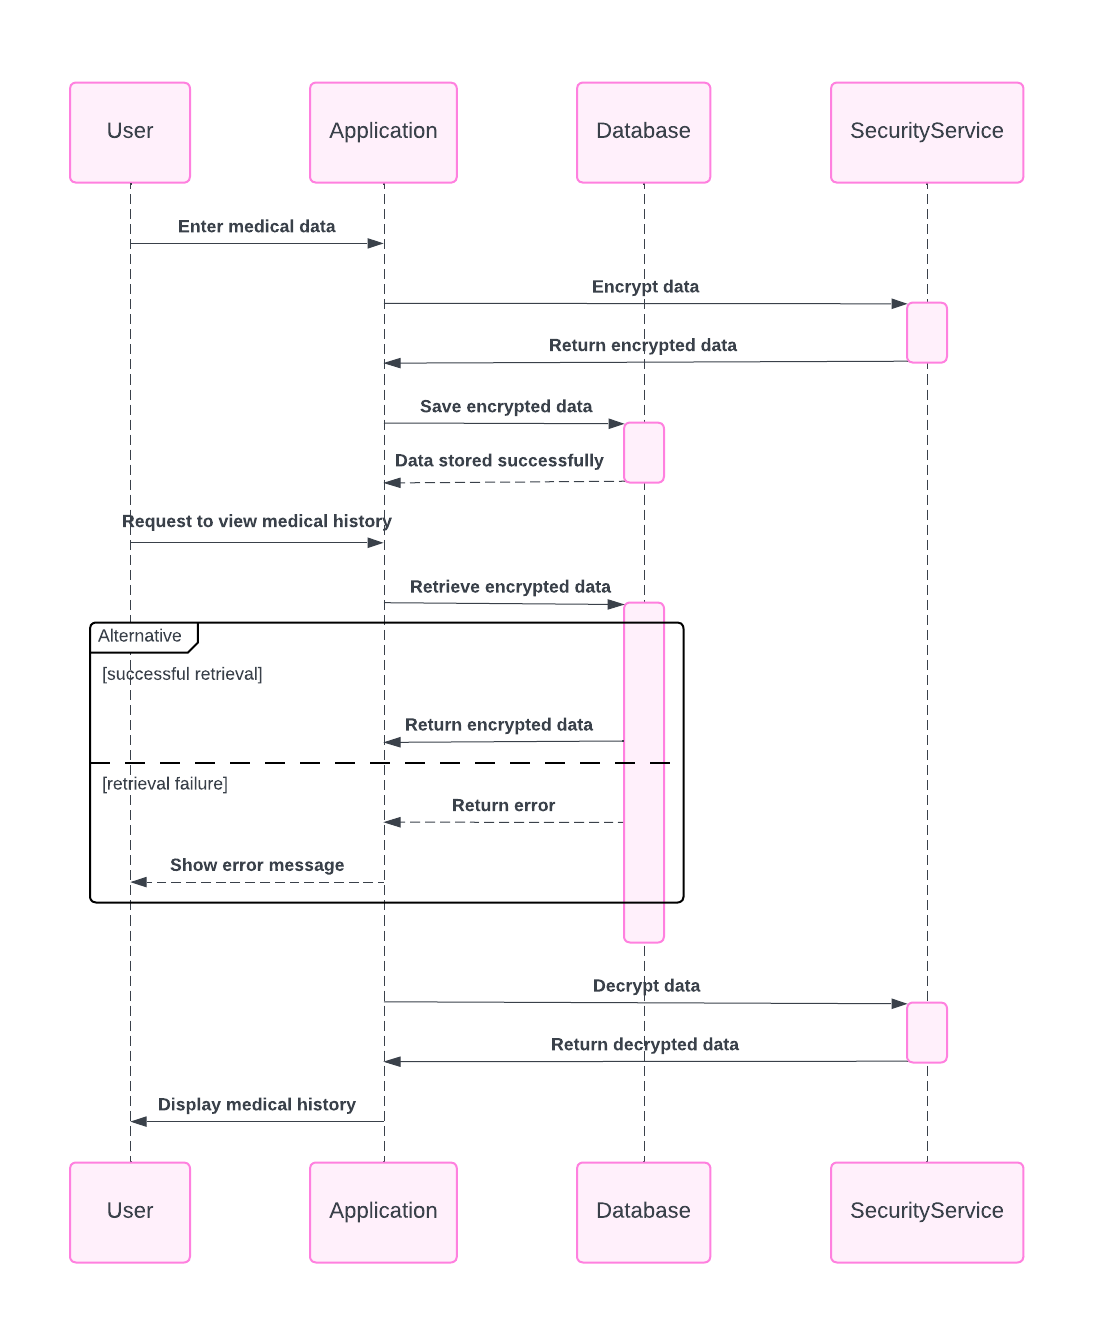 User
Application
Database
SecurityService
Enter medical data
Encrypt data
Return encrypted data
Save encrypted data
Data stored successfully
Request to view medical history
Retrieve encrypted data
Alternative
[successful retrieval]
Return encrypted data
[retrieval failure]
Return error
Show error message
Decrypt data
Return decrypted data
Display medical history
User
Application
Database
SecurityService